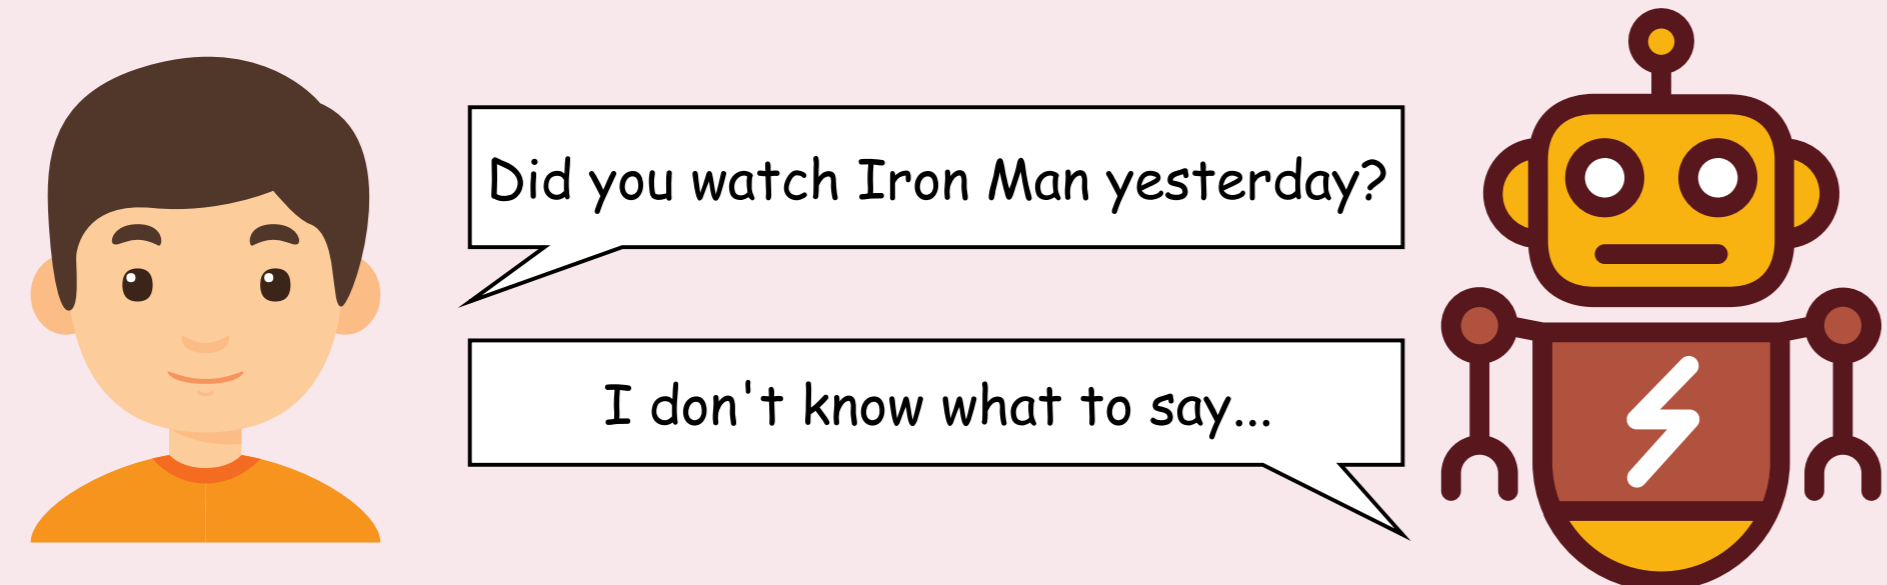 Did you watch Iron Man yesterday?
I don't know what to say...